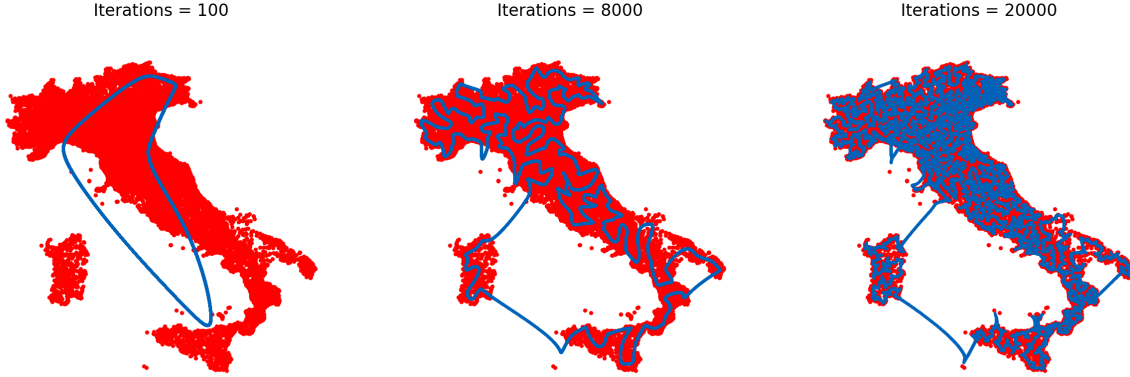 Iterations = 100
Iterations = 8000
Iterations = 20000